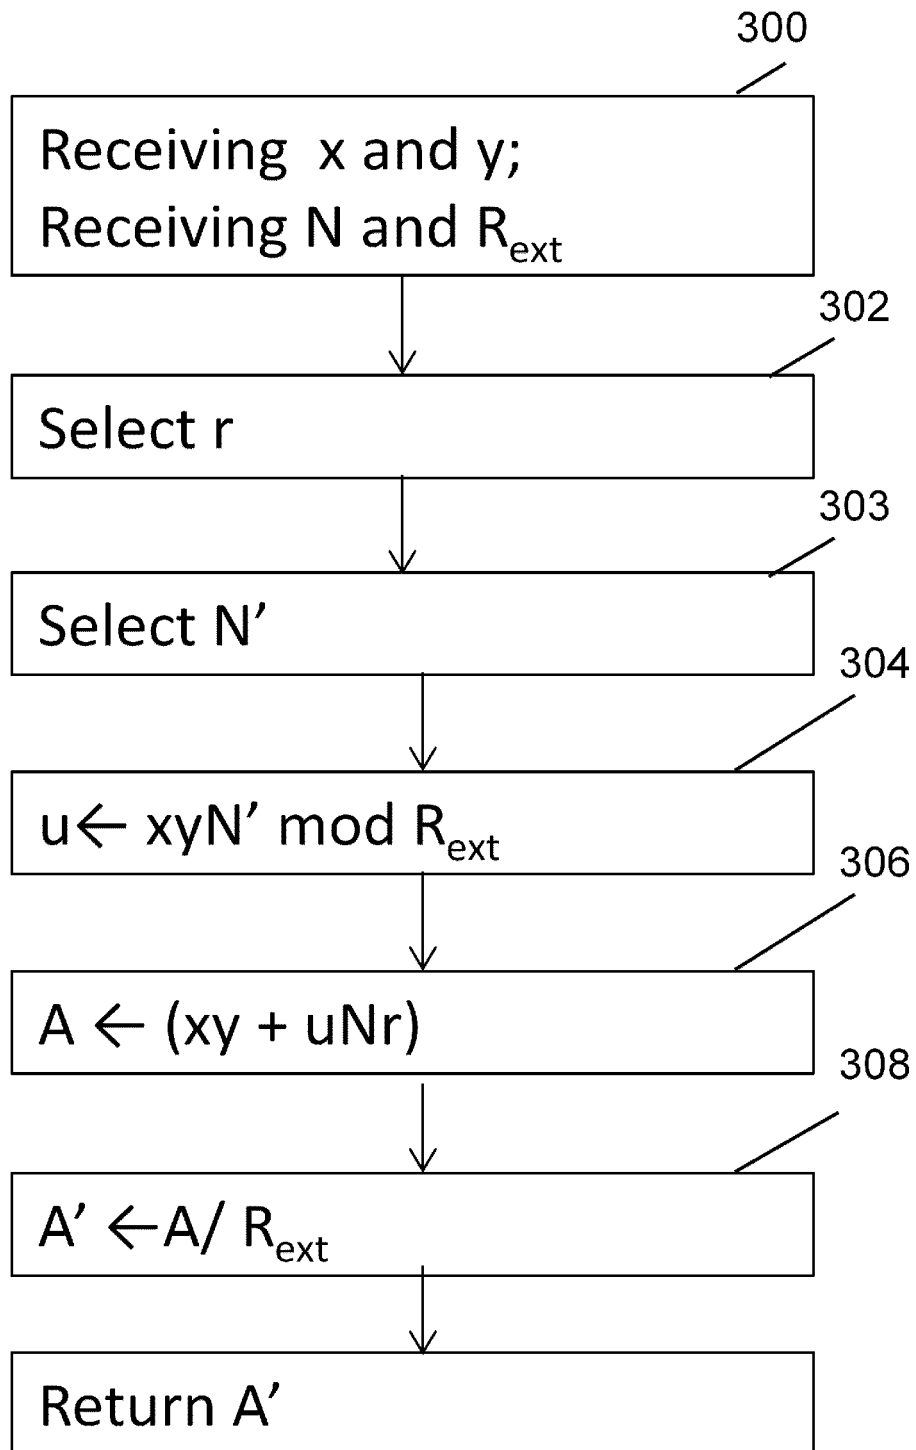 300
Receiving x and y;
Receiving N and Rext
302
Select r
303
Select N’
304
u← xyN’ mod Rext
306
A ← (xy + uNr)
308
A’ ←A/ Rext
Return A’